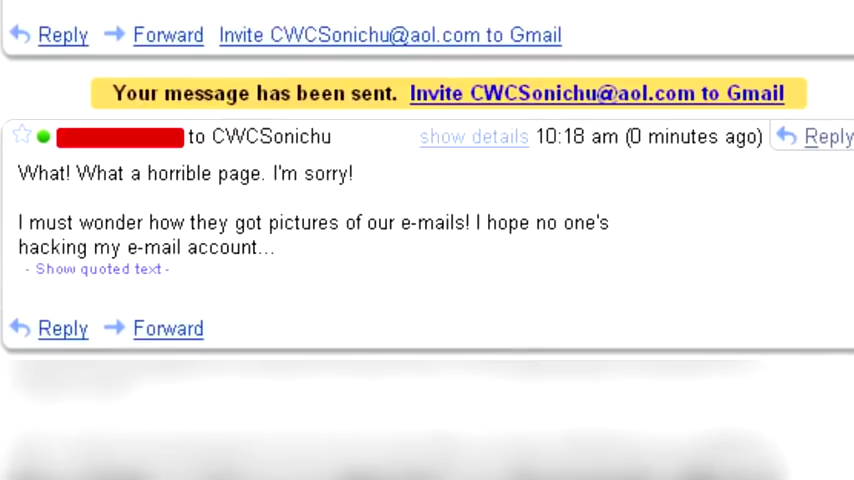 Reply Forward Invite CWCSonichu@aol.com to Gmail
Your message has been sent. Invite CWCSonichu@aol.com to Gmail
to CWCSonichu show details 10:18 am (0 minutes ago) Reply
What! What a horrible page. I'm sorry!
I must wonder how they got pictures of our e-mails! I hope no one's
hacking my e-mail account...
- Show quoted text -
Reply Forward